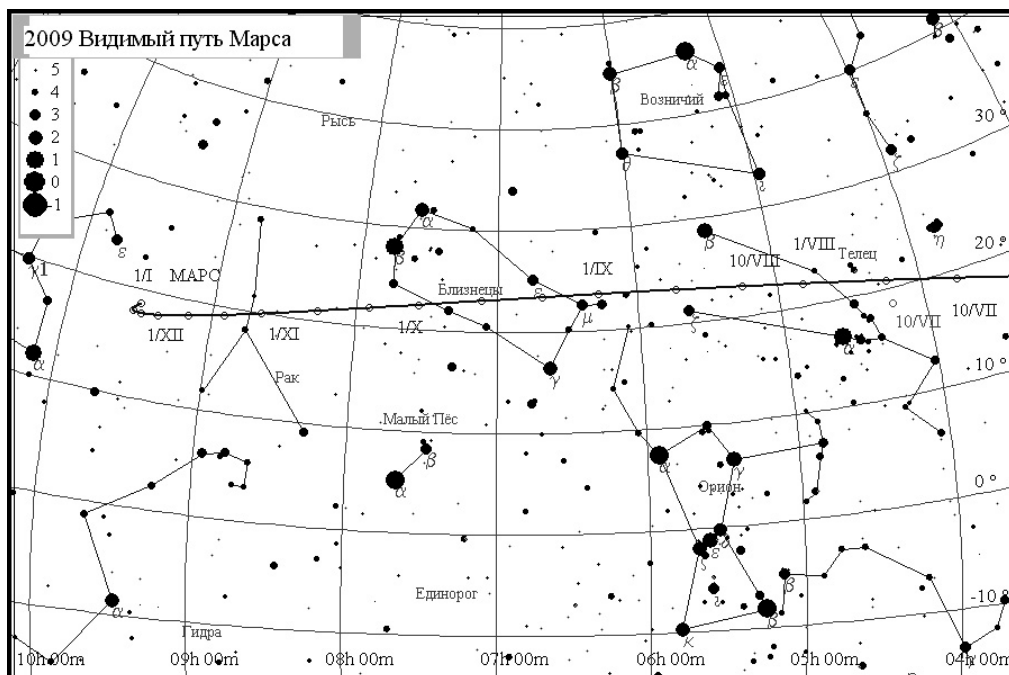 2009 Видимый путь Марса
5
4
3
2
1
0
-1
β
α
ε
Возничий
β
ε
30 °
Рысь
θ
ι
ζ
α
β
η
ε
γ1
β
1/VIII
Телец
20 °
1/I
МАРС
1/IX
10/VIII
Близнецы
ε
μ
10/VII
10/VII
1/XII
1/XI
1/X
ζ
α
α
γ
10 °
Рак
Малый Пёс
β
α
α
γ
Орион
0 °
δ
ε
ζ
ι
β
Единорог
α
β
-10 °
Гидра
κ
γ
10h 00m
09h 00m
08h 00m
07h 00m
06h 00m
05h 00m
04h 00m